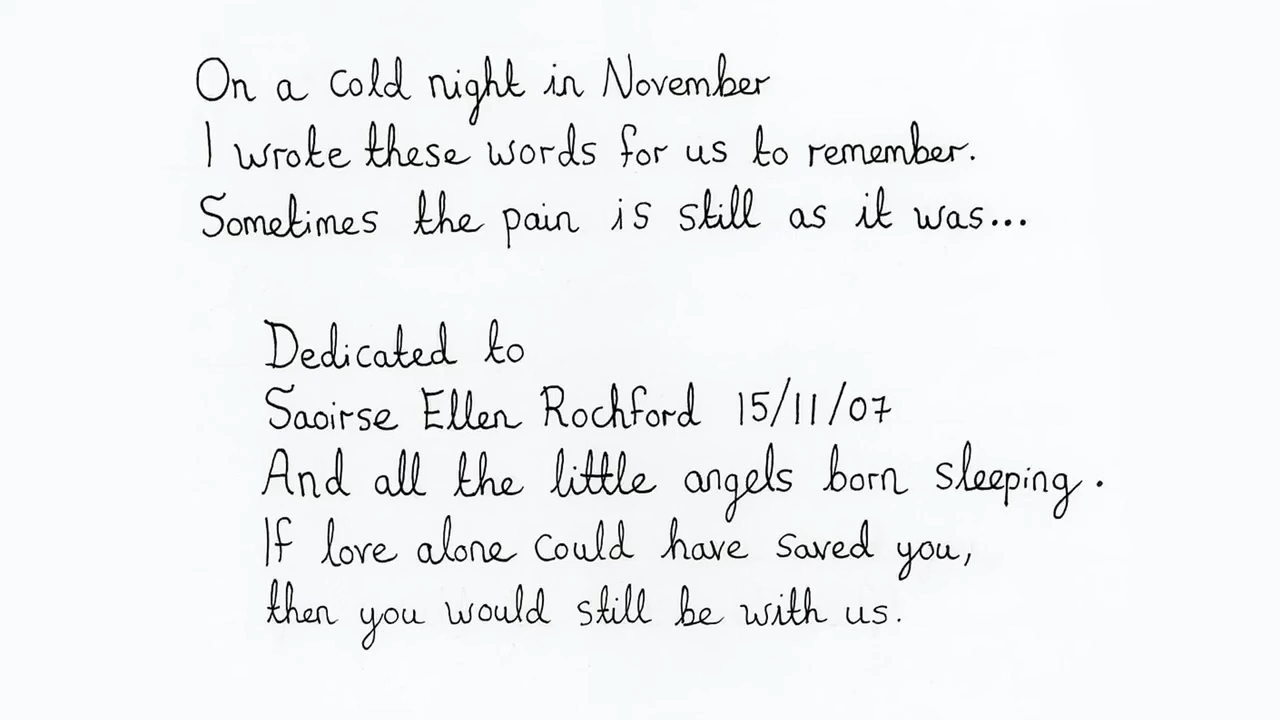 On a cold night in November
I wrote these words for us to remember.
Sometimes the pain is still as it was...
Dedicated to
Saoirse Ellen Rochford 15/11/07
And all the little angels born sleeping.
If love alone could have saved you,
then you would still be with us.